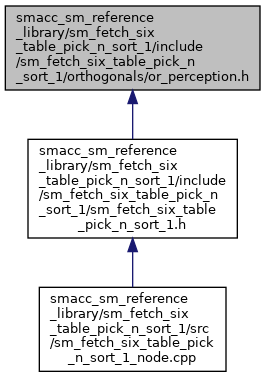 smacc_sm_reference
_library/sm_fetch_six
_table_pick_n_sort_1/include
/sm_fetch_six_table_pick_n
_sort_1/orthogonals/or_perception.h
smacc_sm_reference
_library/sm_fetch_six
_table_pick_n_sort_1/include
/sm_fetch_six_table_pick_n
_sort_1/sm_fetch_six_table
_pick_n_sort_1.h
smacc_sm_reference
_library/sm_fetch_six
_table_pick_n_sort_1/src
/sm_fetch_six_table_pick
_n_sort_1_node.cpp